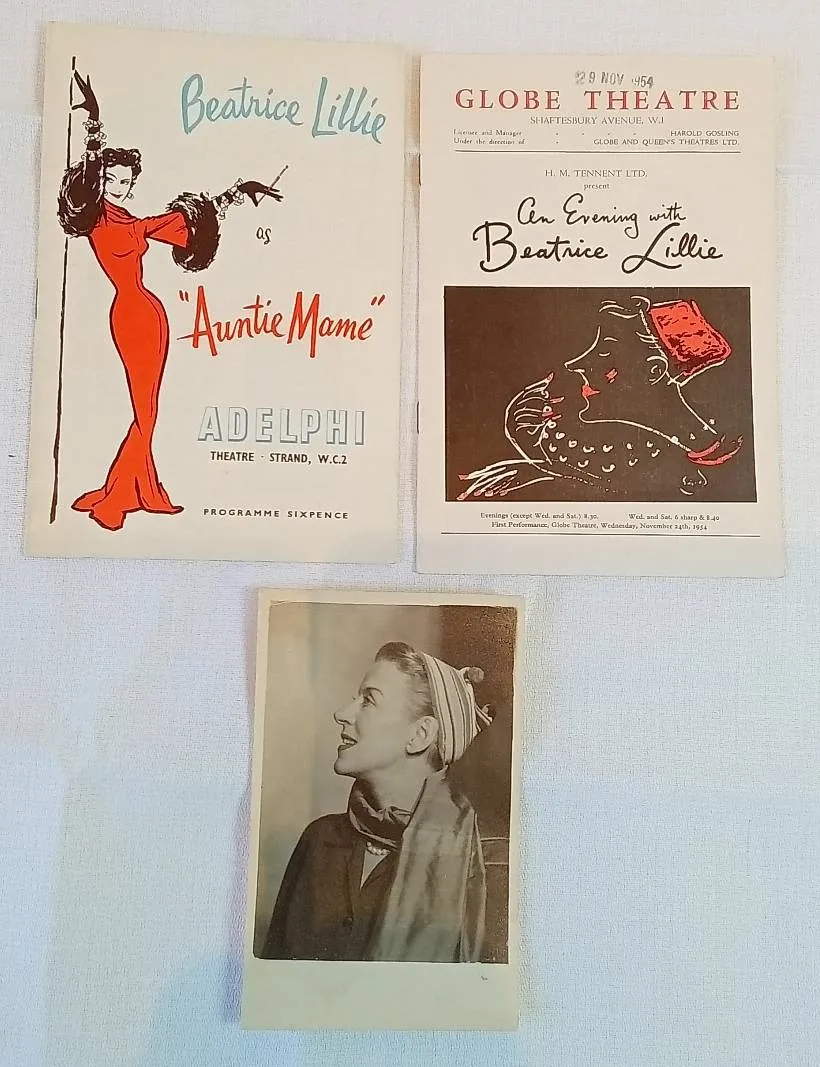 Beatrice Lillie
as
"Auntie Mame"
ADELPHI
THEATRE · STRAND, W.C.2
PROGRAMME SIXPENCE
29 NOV 1954
GLOBE THEATRE
SHAFTESBURY AVENUE, W.1
Licensee and Manager - - - - HAROLD GOSLING
Under the direction of - GLOBE AND QUEEN'S THEATRES LTD.
H. M. TENNENT LTD.
present
An Evening with
Beatrice Lillie
Evenings (except Wed. and Sat.) 8.30. Wed. and Sat. 6 sharp & 8.40
First Performance, Globe Theatre, Wednesday, November 24th, 1954